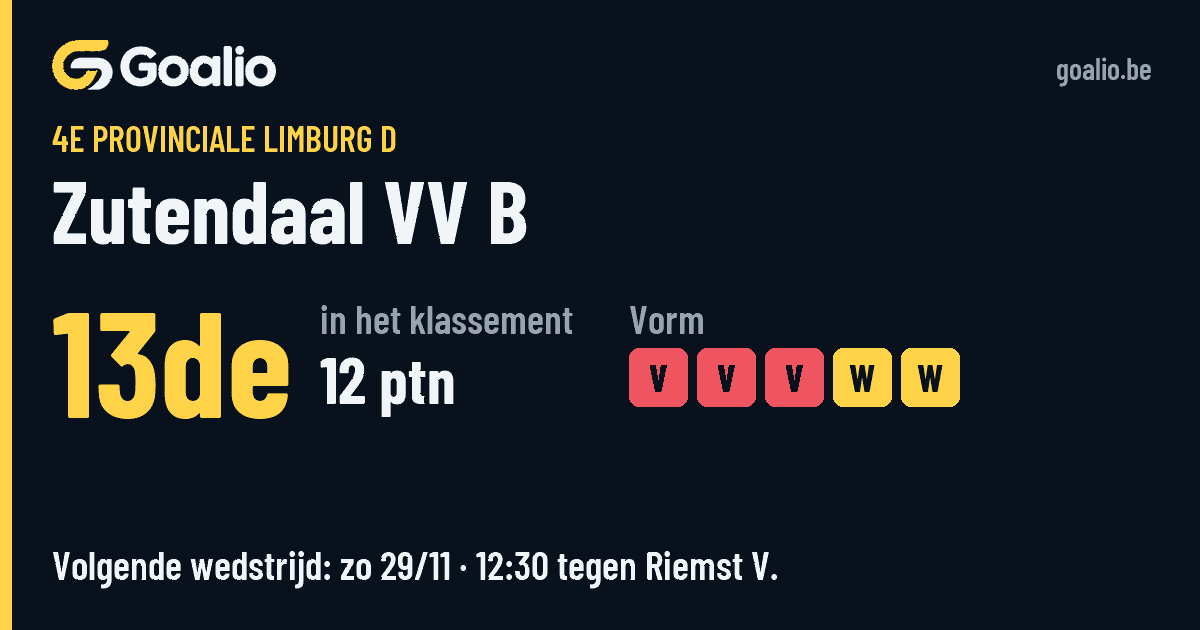 Goalio
goalio.be
4E PROVINCIALE LIMBURG D
Zutendaal VV B
13de
in het klassement
12 ptn
Vorm
V V V W W
Volgende wedstrijd: zo 29/11 · 12:30 tegen Riemst V.